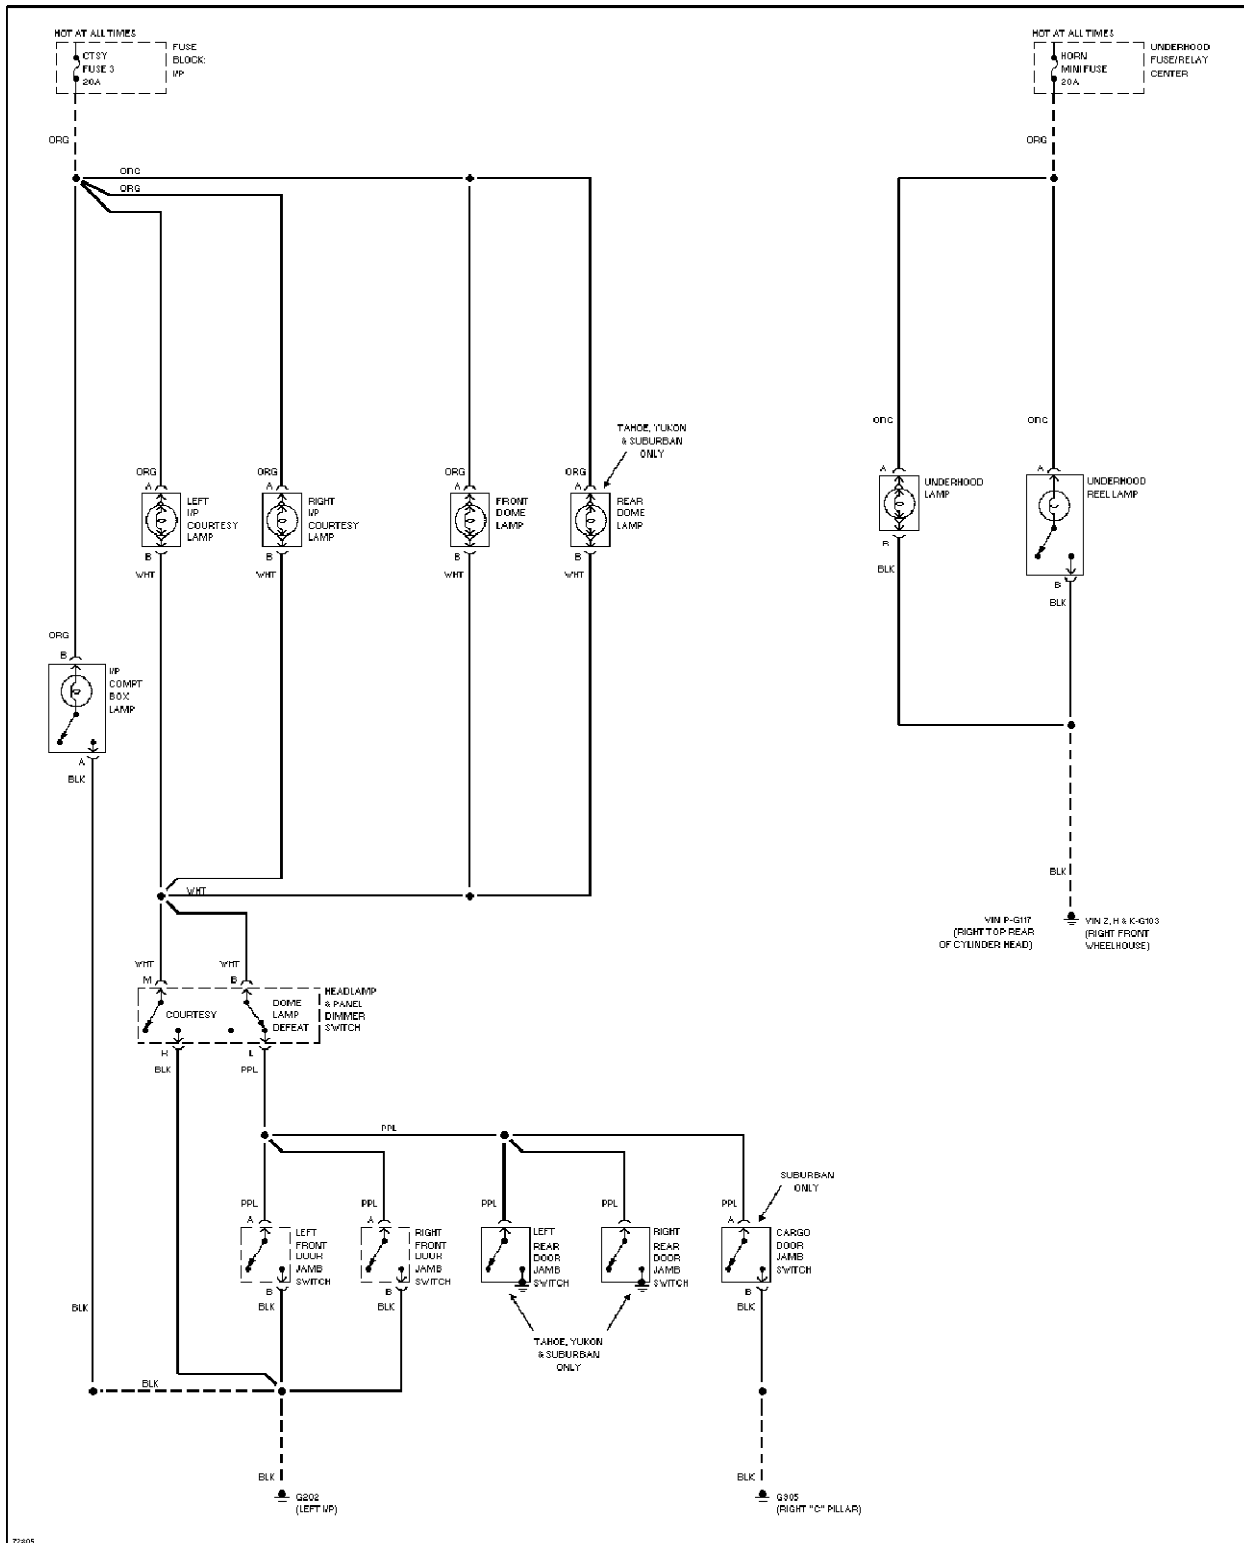 HOT AT ALL TIMES
CTSY
FUSE 3
20A
FUSE
BLOCK:
I/P
HOT AT ALL TIMES
HORN
MINI FUSE
20A
UNDERHOOD
FUSE/RELAY
CENTER
ORG
ORG
ORG
ORG
ORG
ORG
TAHOE, YUKON
& SUBURBAN
ONLY
ORG
ORG
ORG
ORG
ORG
A
A
A
A
A
A
LEFT
I/P
COURTESY
LAMP
RIGHT
I/P
COURTESY
LAMP
FRONT
DOME
LAMP
REAR
DOME
LAMP
UNDERHOOD
LAMP
UNDERHOOD
REEL LAMP
B
B
B
B
B
B
WHT
WHT
WHT
WHT
BLK
BLK
ORG
B
I/P
COMPT
BOX
LAMP
A
BLK
WHT
BLK
VIN P-G117
(RIGHT TOP REAR
OF CYLINDER HEAD)
VIN Z, H & K-G103
(RIGHT FRONT
WHEELHOUSE)
WHT
WHT
M
B
COURTESY
DOME
LAMP
DEFEAT
HEADLAMP
& PANEL
DIMMER
SWITCH
L
BLK
PPL
PPL
SUBURBAN
ONLY
PPL
PPL
PPL
PPL
PPL
A
A
A
LEFT
FRONT
DOOR
JAMB
SWITCH
RIGHT
FRONT
DOOR
JAMB
SWITCH
LEFT
REAR
DOOR
JAMB
SWITCH
RIGHT
REAR
DOOR
JAMB
SWITCH
CARGO
DOOR
JAMB
SWITCH
B
B
B
BLK
BLK
BLK
BLK
TAHOE, YUKON
& SUBURBAN
ONLY
BLK
BLK
BLK
G202
(LEFT I/P)
G305
(RIGHT "C" PILLAR)